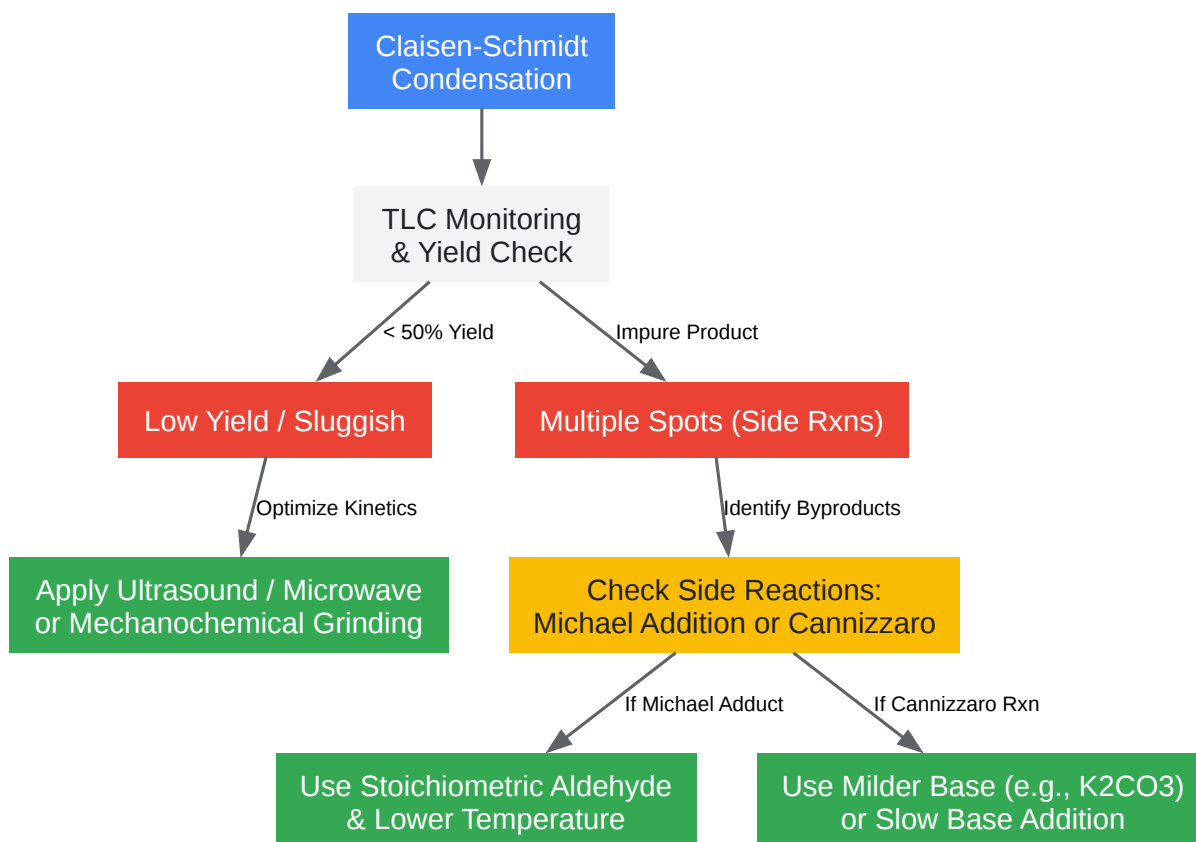 Claisen-Schmidt
Condensation
TLC Monitoring
& Yield Check
< 50% Yield
Impure Product
Low Yield / Sluggish
Multiple Spots (Side Rxns)
Optimize Kinetics
Identify Byproducts
Apply Ultrasound / Microwave
or Mechanochemical Grinding
Check Side Reactions:
Michael Addition or Cannizzaro
If Michael Adduct
If Cannizzaro Rxn
Use Stoichiometric Aldehyde
& Lower Temperature
Use Milder Base (e.g., K2CO3)
or Slow Base Addition